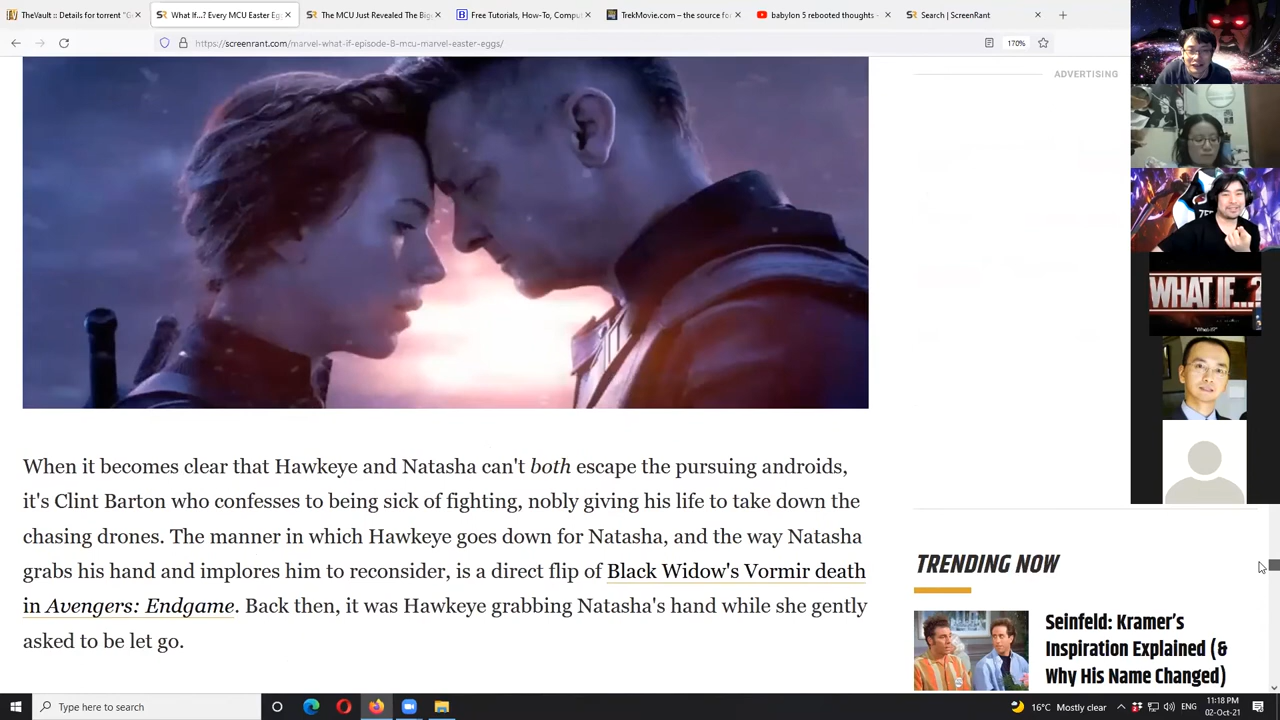 TheVault :: Details for torrent "G
What If...? Every MCU Easter Eg
The MCU Just Revealed The Big
Free Tutorials, How-To, Compu
TrekMovie.com – the source fo
babylon 5 rebooted thoughts -
Search | ScreenRant
https://screenrant.com/marvel-what-if-episode-8-mcu-marvel-easter-eggs/
170%
ADVERTISING
WHAT IF...?
When it becomes clear that Hawkeye and Natasha can't both escape the pursuing androids,
it's Clint Barton who confesses to being sick of fighting, nobly giving his life to take down the
chasing drones. The manner in which Hawkeye goes down for Natasha, and the way Natasha
grabs his hand and implores him to reconsider, is a direct flip of Black Widow's Vormir death
in Avengers: Endgame. Back then, it was Hawkeye grabbing Natasha's hand while she gently
asked to be let go.
TRENDING NOW
Seinfeld: Kramer's
Inspiration Explained (&
Why His Name Changed)
Type here to search
16°C Mostly clear
ENG
11:18 PM
02-Oct-21